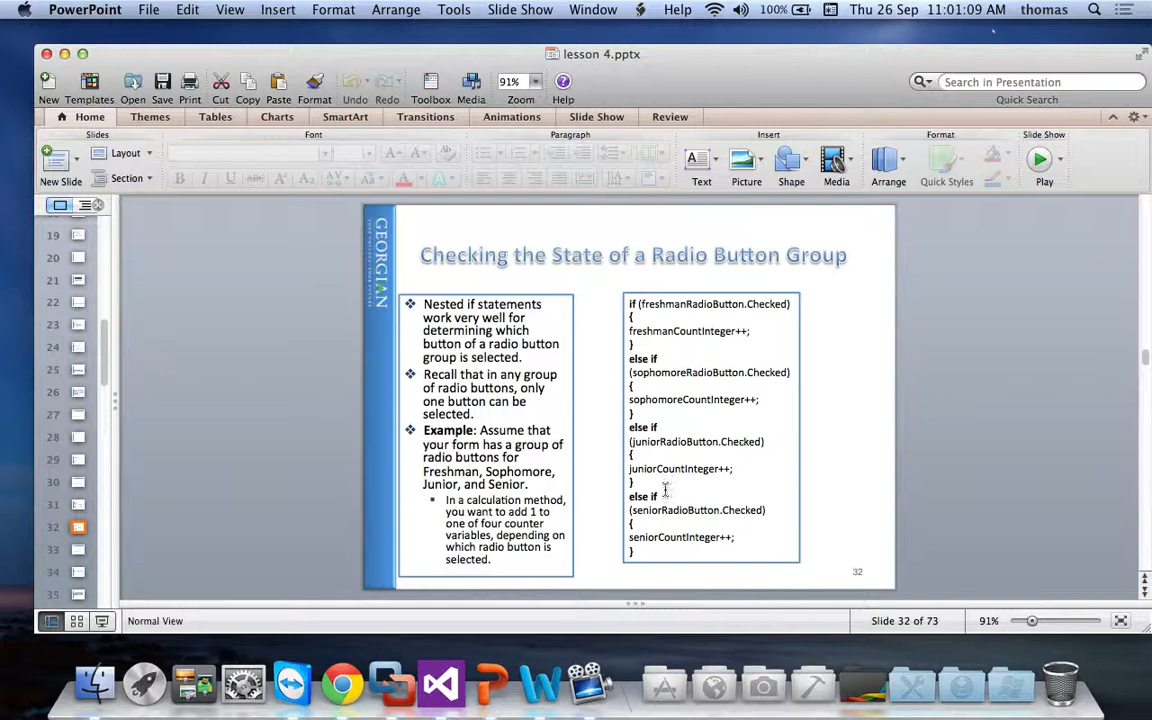 PowerPoint File Edit View Insert Format Arrange Tools Slide Show Window Help 100% Thu 26 Sep 11:01:09 AM thomas
lesson 4.pptx
91%
Search in Presentation
New Templates Open Save Print Cut Copy Paste Format Undo Redo Toolbox Media Zoom Help
Quick Search
Home Themes Tables Charts SmartArt Transitions Animations Slide Show Review
Slides Font Paragraph Insert Format Slide Show
Layout
New Slide
Section
B I U ABC
Text Picture Shape Media Arrange Quick Styles Play
19
20
21
22
23
24
25
26
27
28
29
30
31
32
33
34
35
GEORGIAN
Checking the State of a Radio Button Group
Nested if statements
work very well for
determining which
button of a radio button
group is selected.
Recall that in any group
of radio buttons, only
one button can be
selected.
Example: Assume that
your form has a group of
radio buttons for
Freshman, Sophomore,
Junior, and Senior.
In a calculation method,
you want to add 1 to
one of four counter
variables, depending on
which radio button is
selected.
if (freshmanRadioButton.Checked)
{
freshmanCountInteger++;
}
else if
(sophomoreRadioButton.Checked)
{
sophomoreCountInteger++;
}
else if
(juniorRadioButton.Checked)
{
juniorCountInteger++;
}
else if
(seniorRadioButton.Checked)
{
seniorCountInteger++;
}
32
Normal View
Slide 32 of 73
91%